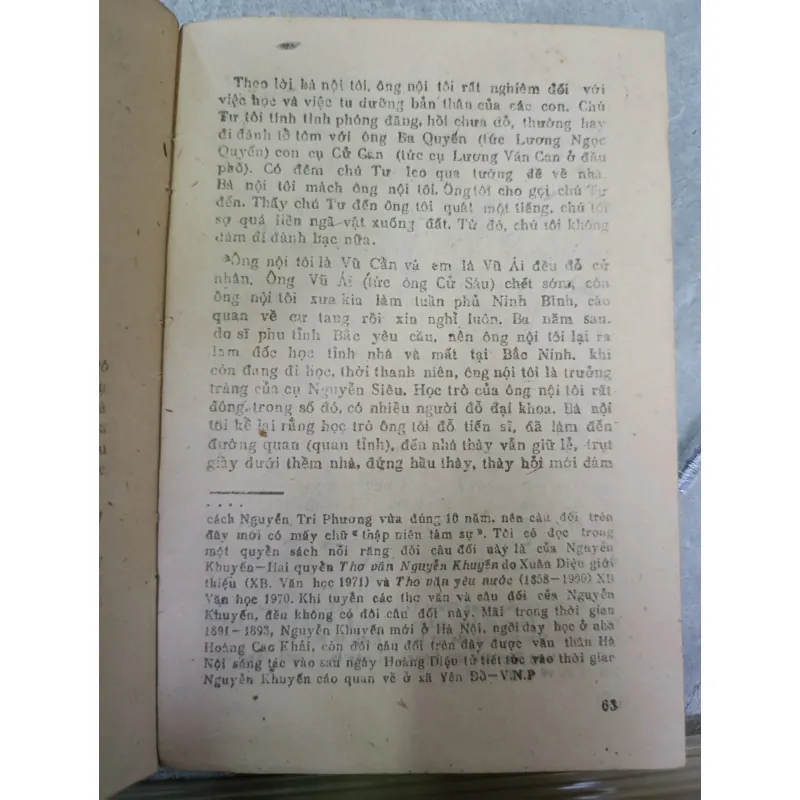 Theo lời bà nội tôi, ông nội tôi rất nghiêm đối với
việc học và việc tu dưỡng bản thân của các con. Chú
Tư tôi tính tình phóng đãng, hồi chưa đỗ, thường hay
đi đánh tổ tôm với ông Ba Quyến (tức Lương Ngọc
Quyến) con cụ Cử Can (tức cụ Lương Văn Can ở đầu
phố). Có đêm chú Tư leo qua tường để về nhà.
Bà nội tôi mách ông nội tôi. Ông tôi cho gọi chú Tư
đến. Thấy chú Tư đến ông tôi quát một tiếng, chú tôi
sợ quá liền ngã vật xuống đất. Từ đó, chú tôi không
dám đi đánh bạc nữa.
Ông nội tôi là Vũ Cần và em là Vũ Ái đều đỗ cử
nhân. Ông Vũ Ái (tức ông Cử Sáu) chết sớm, còn
ông nội tôi xưa kia làm tuần phủ Ninh Bình, cáo
quan về cư tang rồi xin nghỉ luôn. Ba năm sau.
do sĩ phu tỉnh Bắc yêu cầu, nên ông nội tôi lại ra
làm đốc học tỉnh nhà và mất tại Bắc Ninh. khi
còn đang đi học, thời thanh niên, ông nội tôi là trưởng
tràng của cụ Nguyễn Siêu. Học trò của ông nội tôi rất
đông, trong số đó, có nhiều người đỗ đại khoa. Bà nội
tôi kể lại rằng học trò ông tôi đỗ tiến sĩ, đã làm đến
đường quan (quan tỉnh), đến nhà thày vẫn giữ lễ, trụt
giày dưới thềm nhà, đứng hầu thày, thày hỏi mới dám
....
cách Nguyễn Tri Phương vừa đúng 10 năm. nên câu đối trên
đây mới có mấy chữ "thập niên tâm sự". Tôi có đọc trong
một quyển sách nói rằng đôi câu đối này là của Nguyễn
Khuyến—Hai quyển Thơ văn Nguyễn Khuyến do Xuân Diệu giới
thiệu (XB. Văn học 1971) và Thơ văn yêu nước (1858—1900) XB
Văn học 1970. Khi tuyển các thơ văn và câu đối của Nguyễn
Khuyến, đều không có đôi câu đối này. Mãi trong thời gian
1891—1893, Nguyễn Khuyến mới ở Hà Nội, ngồi dạy học ở nhà
Hoàng Cao Khải, còn đôi câu đối trên đây được văn thân Hà
Nội sáng tác vào sau ngày Hoàng Diệu tử tiết tức vào thời gian
Nguyễn Khuyến cáo quan về ở xã Yên Đổ—V.N.P
63